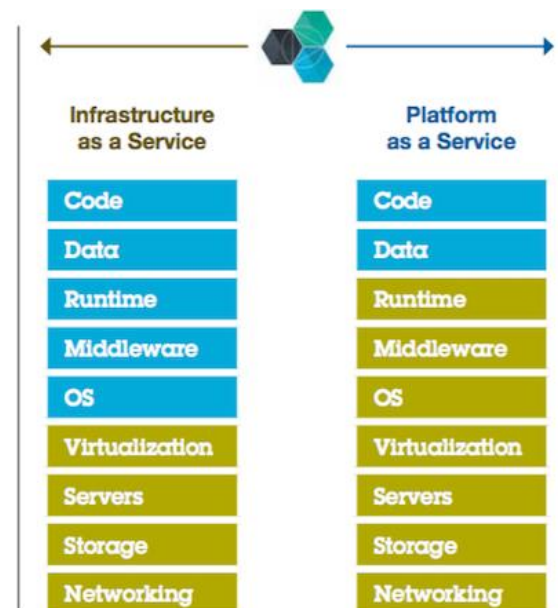 Infrastructure
as a Service
Code
Data
Runtime
Middleware
OS
Virtualization
Servers
Storage
Networking
Platform
as a Service
Code
Data
Runtime
Middleware
OS
Virtualization
Servers
Storage
Networking